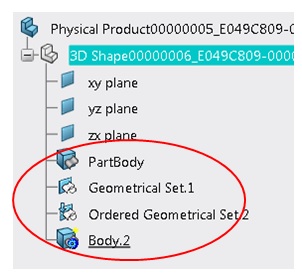 Physical Product00000005_E049C809-0
3D Shape00000006_E049C809-0000
xy plane
yz plane
zx plane
PartBody
Geometrical Set.1
Ordered Geometrical Set.2
Body.2